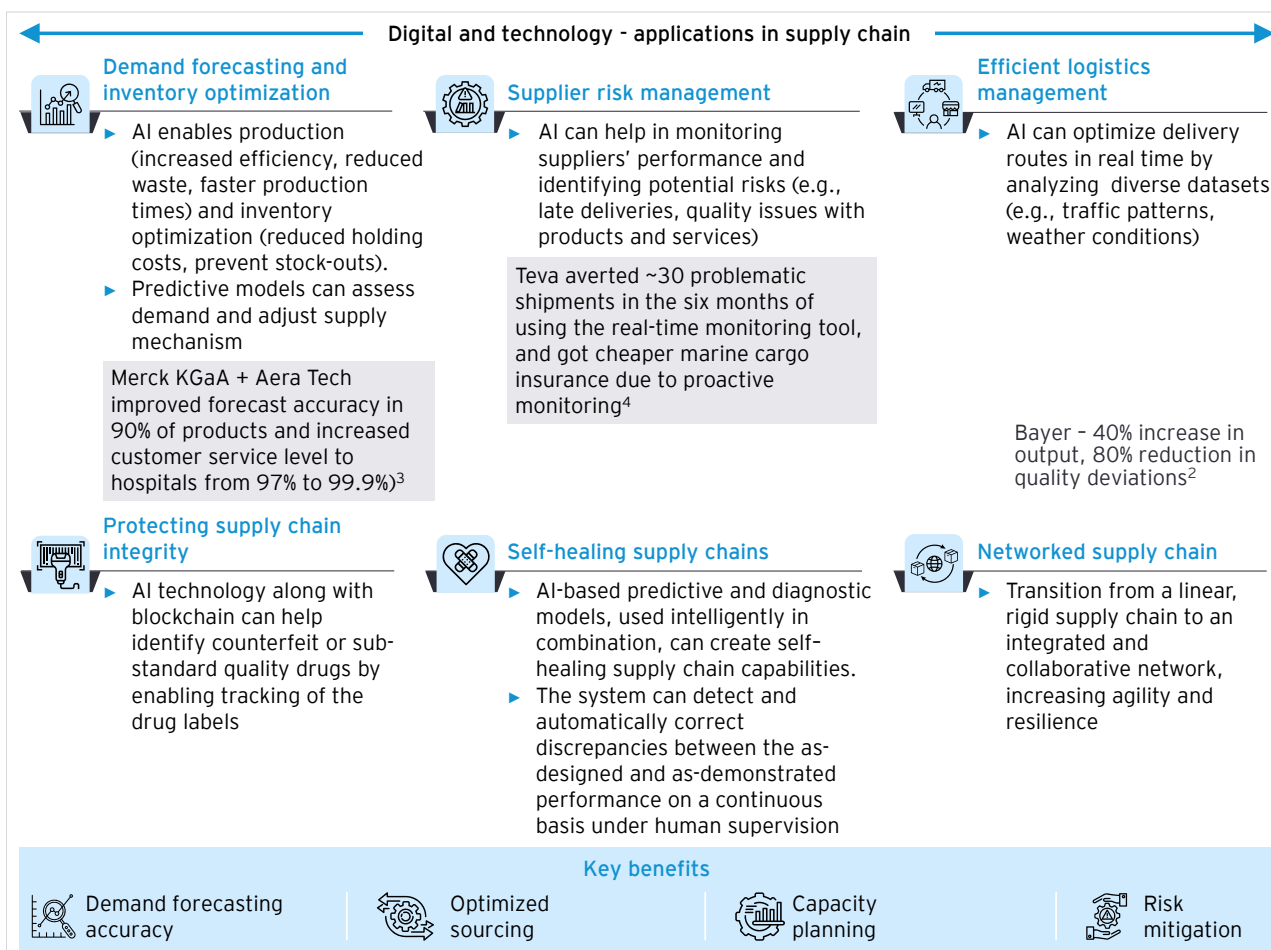 Digital and technology - applications in supply chain
Demand forecasting and
inventory optimization
► AI enables production
(increased efficiency, reduced
waste, faster production
times) and inventory
optimization (reduced holding
costs, prevent stock-outs).
► Predictive models can assess
demand and adjust supply
mechanism
Merck KGaA + Aera Tech
improved forecast accuracy in
90% of products and increased
customer service level to
hospitals from 97% to 99.9%)3
Supplier risk management
► AI can help in monitoring
suppliers’ performance and
identifying potential risks (e.g.,
late deliveries, quality issues with
products and services)
Teva averted ~30 problematic
shipments in the six months of
using the real-time monitoring tool,
and got cheaper marine cargo
insurance due to proactive
monitoring4
Efficient logistics
management
► AI can optimize delivery
routes in real time by
analyzing diverse datasets
(e.g., traffic patterns,
weather conditions)
Bayer – 40% increase in
output, 80% reduction in
quality deviations2
Protecting supply chain
integrity
► AI technology along with
blockchain can help
identify counterfeit or sub-
standard quality drugs by
enabling tracking of the
drug labels
Self-healing supply chains
► AI-based predictive and diagnostic
models, used intelligently in
combination, can create self–
healing supply chain capabilities.
► The system can detect and
automatically correct
discrepancies between the as-
designed and as-demonstrated
performance on a continuous
basis under human supervision
Networked supply chain
► Transition from a linear,
rigid supply chain to an
integrated and
collaborative network,
increasing agility and
resilience
Key benefits
Demand forecasting
accuracy
Optimized
sourcing
Capacity
planning
Risk
mitigation